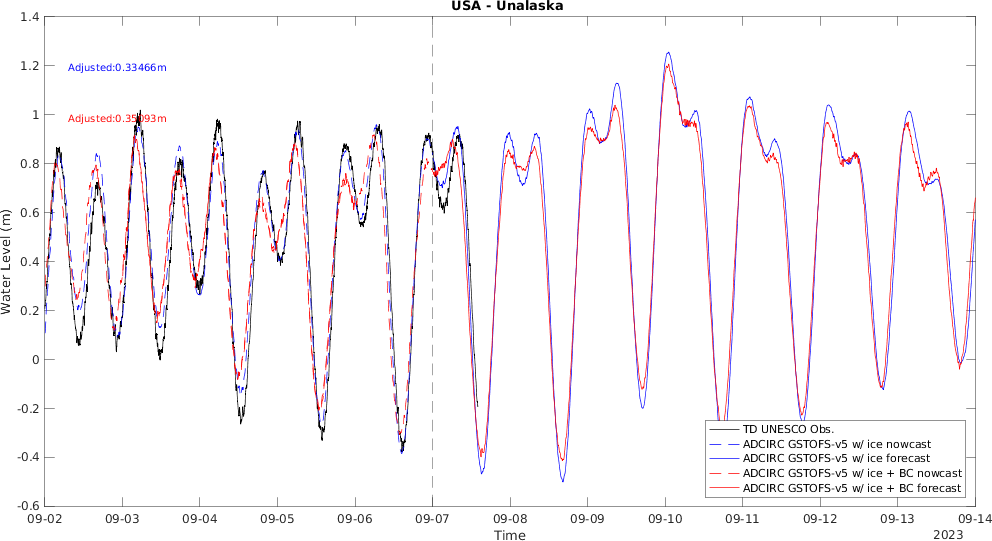 USA - Unalaska
1.4
1.2
1
0.8
0.6
0.4
0.2
0
-0.2
-0.4
-0.6
Water Level (m)
Adjusted:0.33466m
Adjusted:0.35093m
TD UNESCO Obs.
ADCIRC GSTOFS-v5 w/ ice nowcast
ADCIRC GSTOFS-v5 w/ ice forecast
ADCIRC GSTOFS-v5 w/ ice + BC nowcast
ADCIRC GSTOFS-v5 w/ ice + BC forecast
09-02 09-03 09-04 09-05 09-06 09-07 09-08 09-09 09-10 09-11 09-12 09-13 09-14
Time
2023